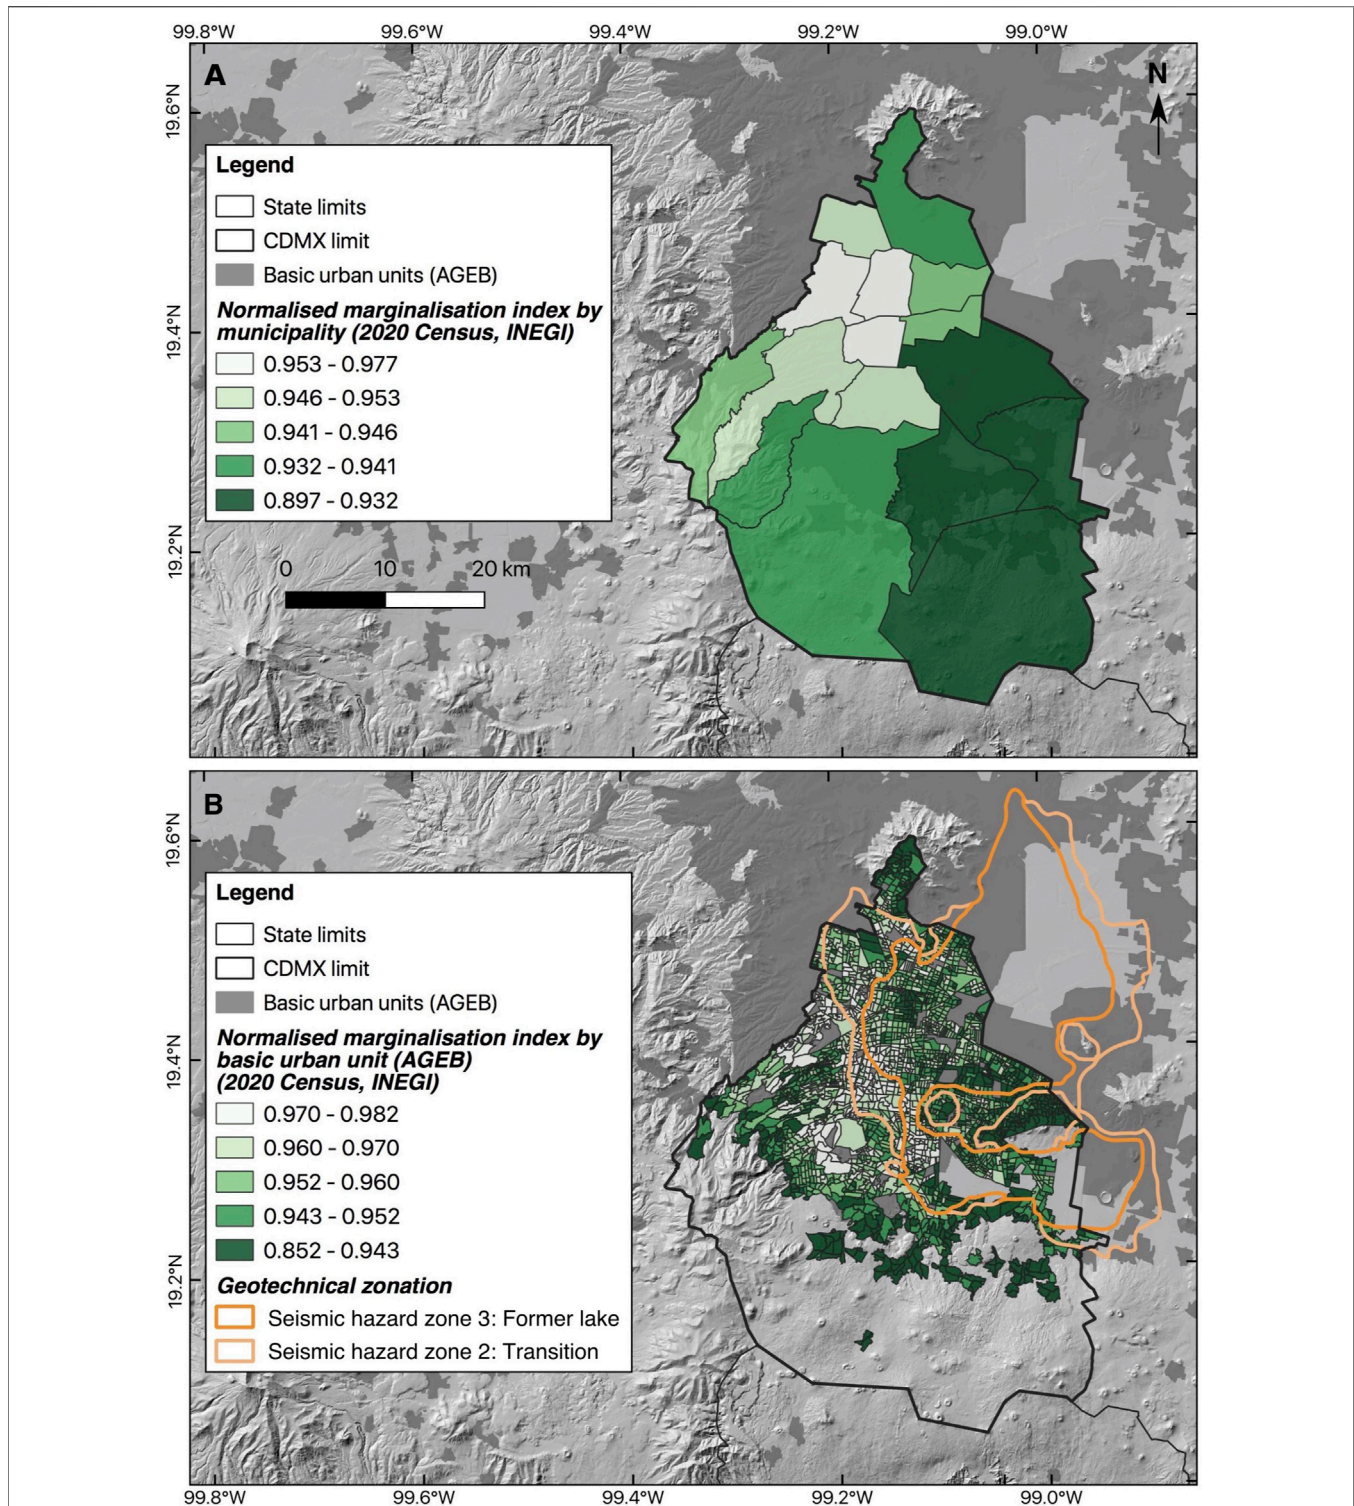 99.8°W 99.6°W 99.4°W 99.2°W 99.0°W
A
N
19.6°N
19.4°N
19.2°N
Legend
State limits
CDMX limit
Basic urban units (AGEB)
Normalised marginalisation index by
municipality (2020 Census, INEGI)
0.953 - 0.977
0.946 - 0.953
0.941 - 0.946
0.932 - 0.941
0.897 - 0.932
0 10 20 km
B
19.6°N
19.4°N
19.2°N
Legend
State limits
CDMX limit
Basic urban units (AGEB)
Normalised marginalisation index by
basic urban unit (AGEB)
(2020 Census, INEGI)
0.970 - 0.982
0.960 - 0.970
0.952 - 0.960
0.943 - 0.952
0.852 - 0.943
Geotechnical zonation
Seismic hazard zone 3: Former lake
Seismic hazard zone 2: Transition
99.8°W 99.6°W 99.4°W 99.2°W 99.0°W